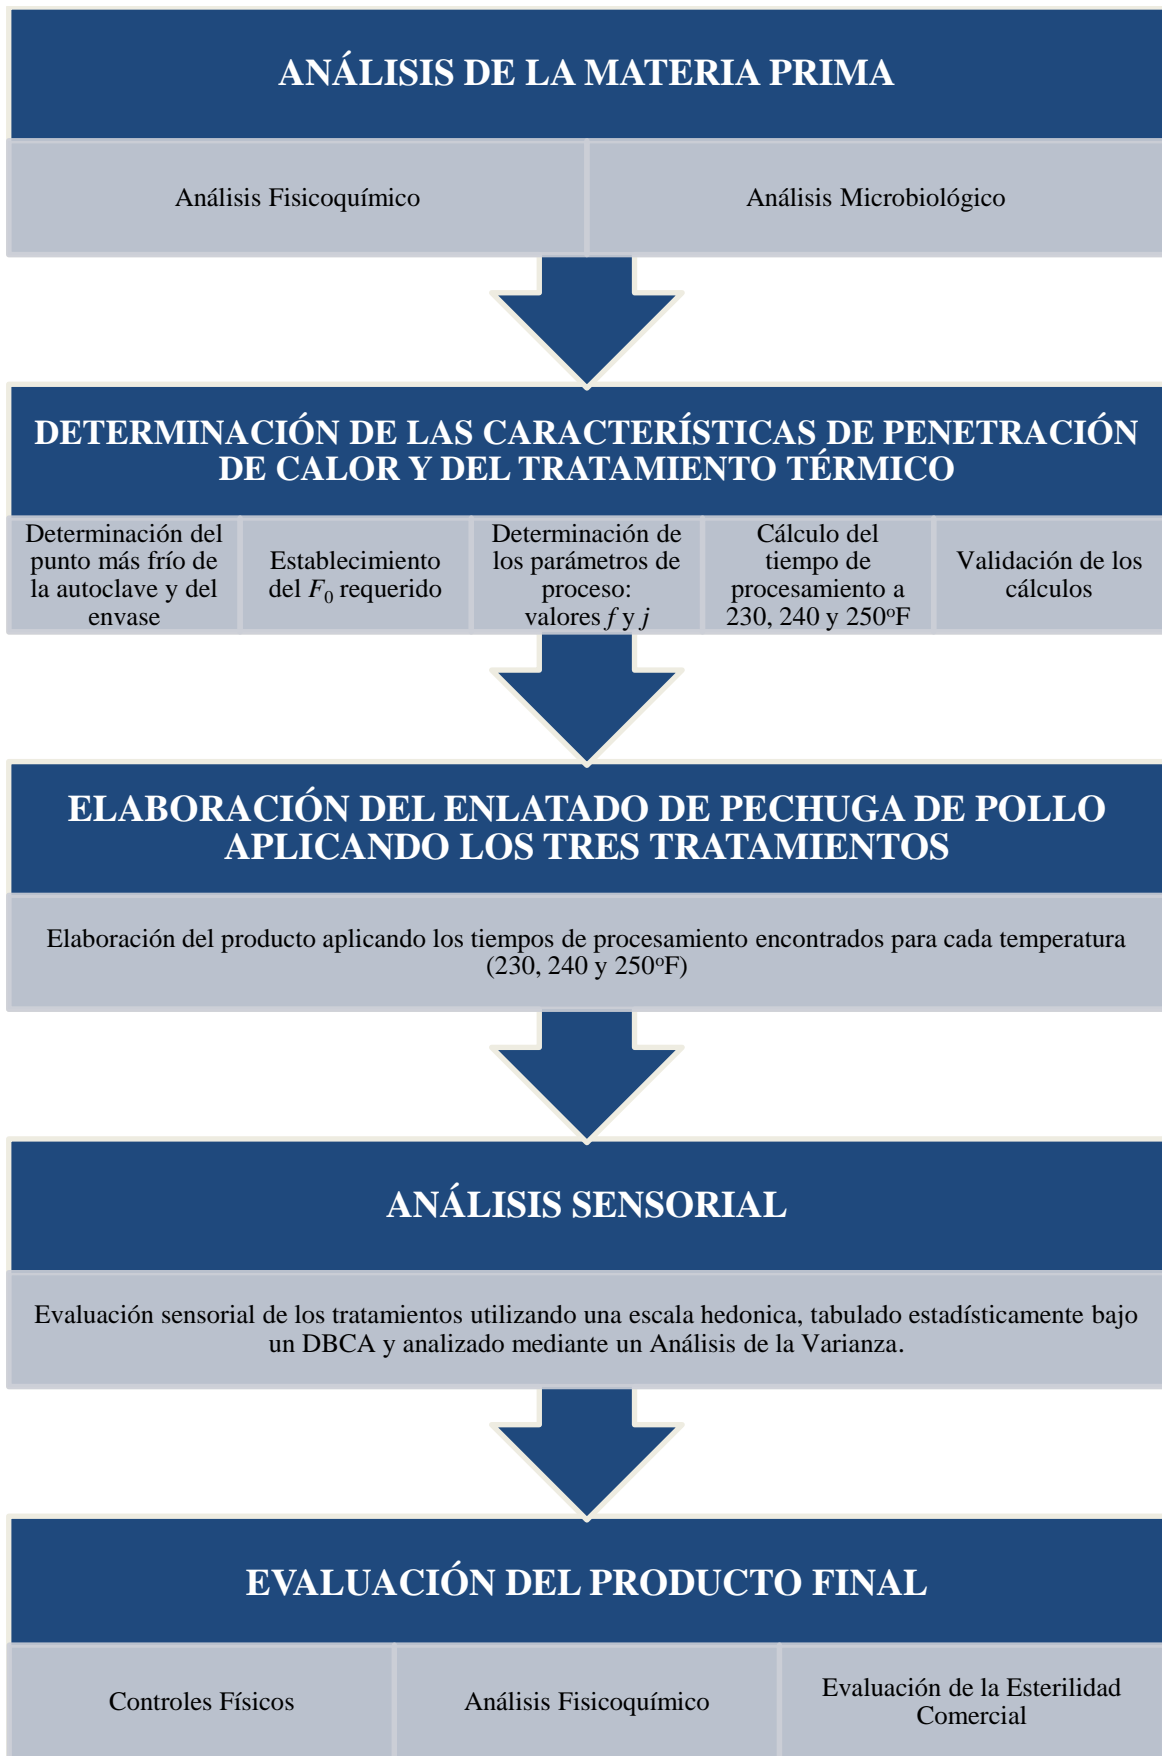 ANÁLISIS DE LA MATERIA PRIMA
Análisis Fisicoquímico
Análisis Microbiológico
DETERMINACIÓN DE LAS CARACTERÍSTICAS DE PENETRACIÓN
DE CALOR Y DEL TRATAMIENTO TÉRMICO
Determinación del
punto más frío de
la autoclave y del
envase
Establecimiento
del F₀ requerido
Determinación de
los parámetros de
proceso:
valores f y j
Cálculo del
tiempo de
procesamiento a
230, 240 y 250ºF
Validación de los
cálculos
ELABORACIÓN DEL ENLATADO DE PECHUGA DE POLLO
APLICANDO LOS TRES TRATAMIENTOS
Elaboración del producto aplicando los tiempos de procesamiento encontrados para cada temperatura
(230, 240 y 250ºF)
ANÁLISIS SENSORIAL
Evaluación sensorial de los tratamientos utilizando una escala hedonica, tabulado estadísticamente bajo
un DBCA y analizado mediante un Análisis de la Varianza.
EVALUACIÓN DEL PRODUCTO FINAL
Controles Físicos
Análisis Fisicoquímico
Evaluación de la Esterilidad
Comercial